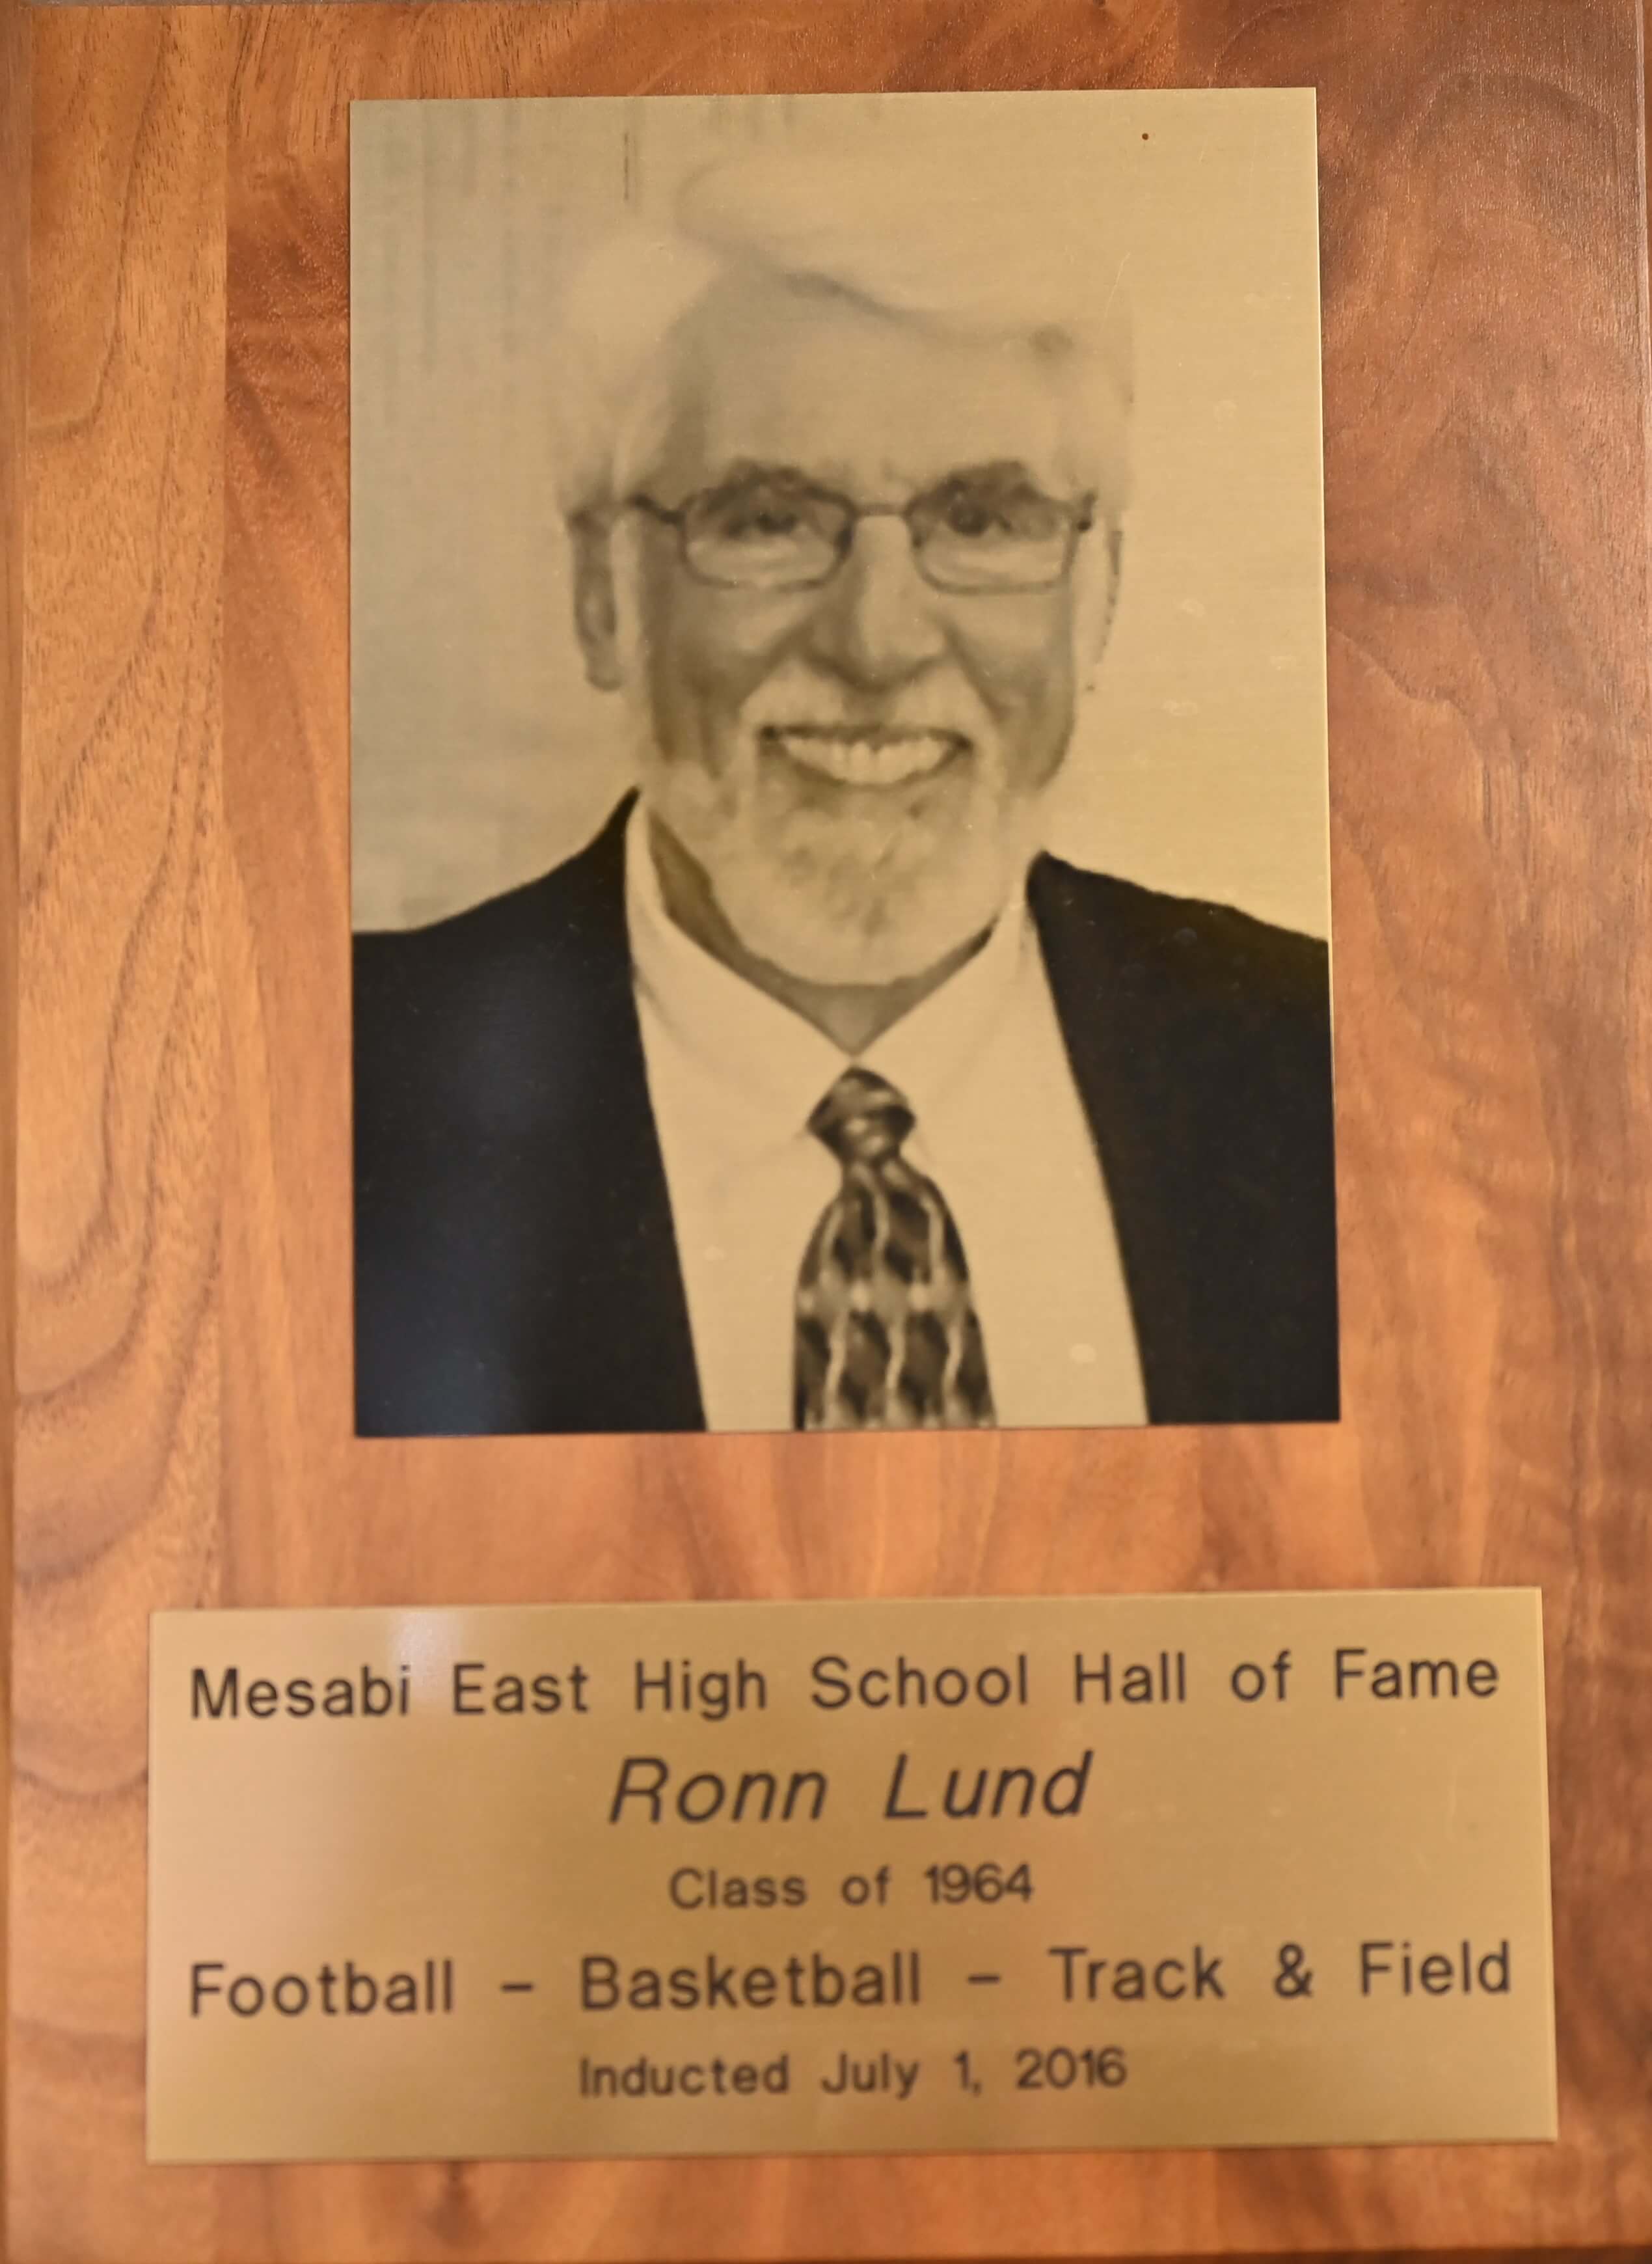 Mesabi East High School Hall of Fame
Ronn Lund
Class of 1964
Football - Basketball - Track & Field
Inducted July 1, 2016